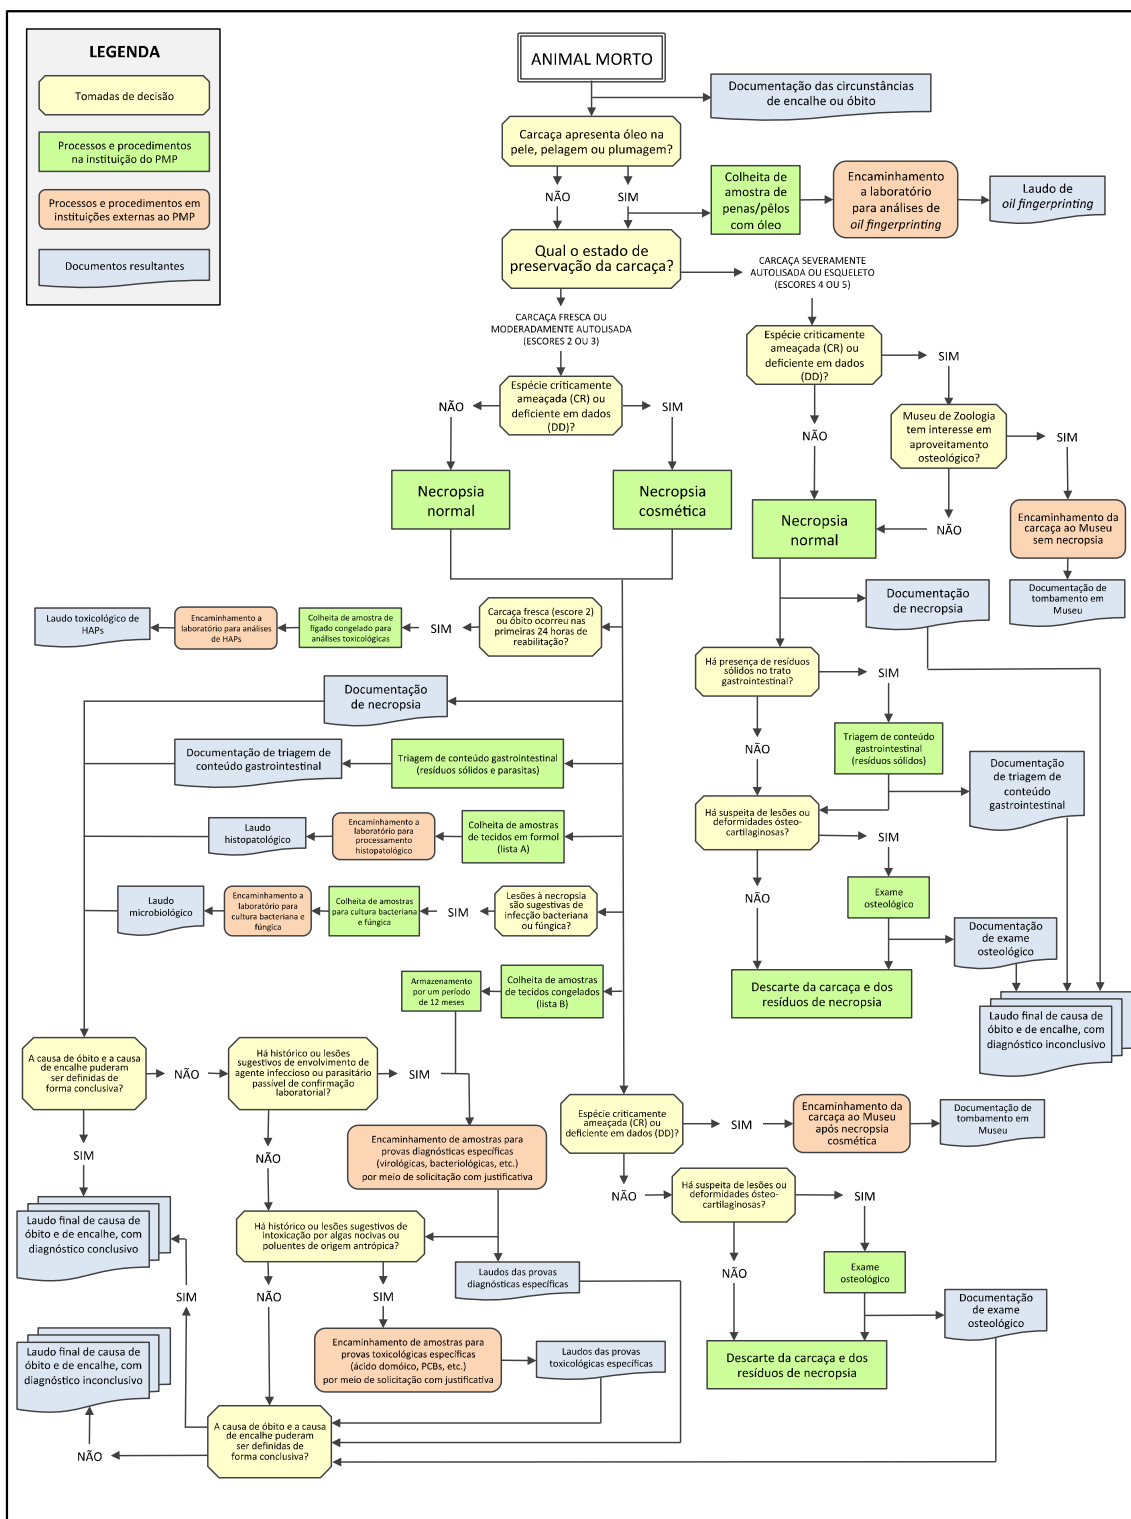 LEGENDA
Tomadas de decisão
Processos e procedimentos
na instituição do PMP
Processos e procedimentos em
instituições externas ao PMP
Documentos resultantes
ANIMAL MORTO
Documentação das circunstâncias
de encalhe ou óbito
Carcaça apresenta óleo na
pele, pelagem ou plumagem?
NÃO
SIM
Colheita de
amostra de
penas/pêlos
com óleo
Encaminhamento
a laboratório
para análises de
oil fingerprinting
Laudo de
oil fingerprinting
Qual o estado de
preservação da carcaça?
CARCAÇA SEVERAMENTE
AUTOLISADA OU ESQUELETO
(ESCORES 4 OU 5)
CARCAÇA FRESCA OU
MODERADAMENTE AUTOLISADA
(ESCORES 2 OU 3)
Espécie criticamente
ameaçada (CR) ou
deficiente em dados
(DD)?
SIM
NÃO
Museu de Zoologia
tem interesse em
aproveitamento
osteológico?
SIM
NÃO
Espécie criticamente
ameaçada (CR) ou
deficiente em dados
(DD)?
NÃO
SIM
Necropsia
normal
Necropsia
cosmética
Necropsia
normal
Encaminhamento da
carcaça ao Museu
sem necropsia
Documentação de
tombamento em
Museu
Documentação
de necropsia
Laudo toxicológico de
HAPs
Encaminhamento a
laboratório para análises
de HAPs
Colheita de amostra de
fígado congelado para
análises toxicológicas
SIM
Carcaça fresca (escore 2)
ou óbito ocorreu nas
primeiras 24 horas de
reabilitação?
Há presença de resíduos
sólidos no trato
gastrointestinal?
SIM
NÃO
Triagem de conteúdo
gastrointestinal
(resíduos sólidos)
Documentação
de triagem de
conteúdo
gastrointestinal
Documentação
de necropsia
Documentação de triagem de
conteúdo gastrointestinal
Triagem de conteúdo gastrointestinal
(resíduos sólidos e parasitas)
Há suspeita de lesões ou
deformidades ósteo-
cartilaginosas?
SIM
NÃO
Exame
osteológico
Documentação
de exame
osteológico
Laudo
histopatológico
Encaminhamento a
laboratório para
processamento
histopatológico
Colheita de amostras
de tecidos em formol
(lista A)
Laudo
microbiológico
Encaminhamento a
laboratório para
cultura bacteriana e
fúngica
Colheita de amostras
para cultura bacteriana
e fúngica
SIM
Lesões à necropsia
são sugestivas de
infecção bacteriana
ou fúngica?
Armazenamento
por um período
de 12 meses
Colheita de amostras
de tecidos congelados
(lista B)
Descarte da carcaça e dos
resíduos de necropsia
Laudo final de causa de
óbito e de encalhe, com
diagnóstico inconclusivo
A causa de óbito e a causa
de encalhe puderam
ser definidas de
forma conclusiva?
NÃO
SIM
Há histórico ou lesões
sugestivos de envolvimento de
agente infeccioso ou parasitário
passível de confirmação
laboratorial?
SIM
NÃO
Encaminhamento de amostras para
provas diagnósticas específicas
(virológicas, bacteriológicas, etc.)
por meio de solicitação com justificativa
Espécie criticamente
ameaçada (CR) ou
deficiente em dados (DD)?
SIM
Encaminhamento da
carcaça ao Museu
após necropsia
cosmética
Documentação de
tombamento em
Museu
NÃO
Há suspeita de lesões ou
deformidades ósteo-
cartilaginosas?
SIM
NÃO
Exame
osteológico
Documentação
de exame
osteológico
Descarte da carcaça e dos
resíduos de necropsia
Laudo final de causa de
óbito e de encalhe, com
diagnóstico conclusivo
Há histórico ou lesões sugestivos de
intoxicação por algas nocivas ou
poluentes de origem antrópica?
Laudos das provas
diagnósticas específicas
NÃO
SIM
SIM
Encaminhamento de amostras para
provas toxicológicas específicas
(ácido domóico, PCBs, etc.)
por meio de solicitação com justificativa
Laudos das provas
toxicológicas específicas
Laudo final de causa de
óbito e de encalhe, com
diagnóstico inconclusivo
A causa de óbito e a causa
de encalhe puderam
ser definidas de
forma conclusiva?
NÃO